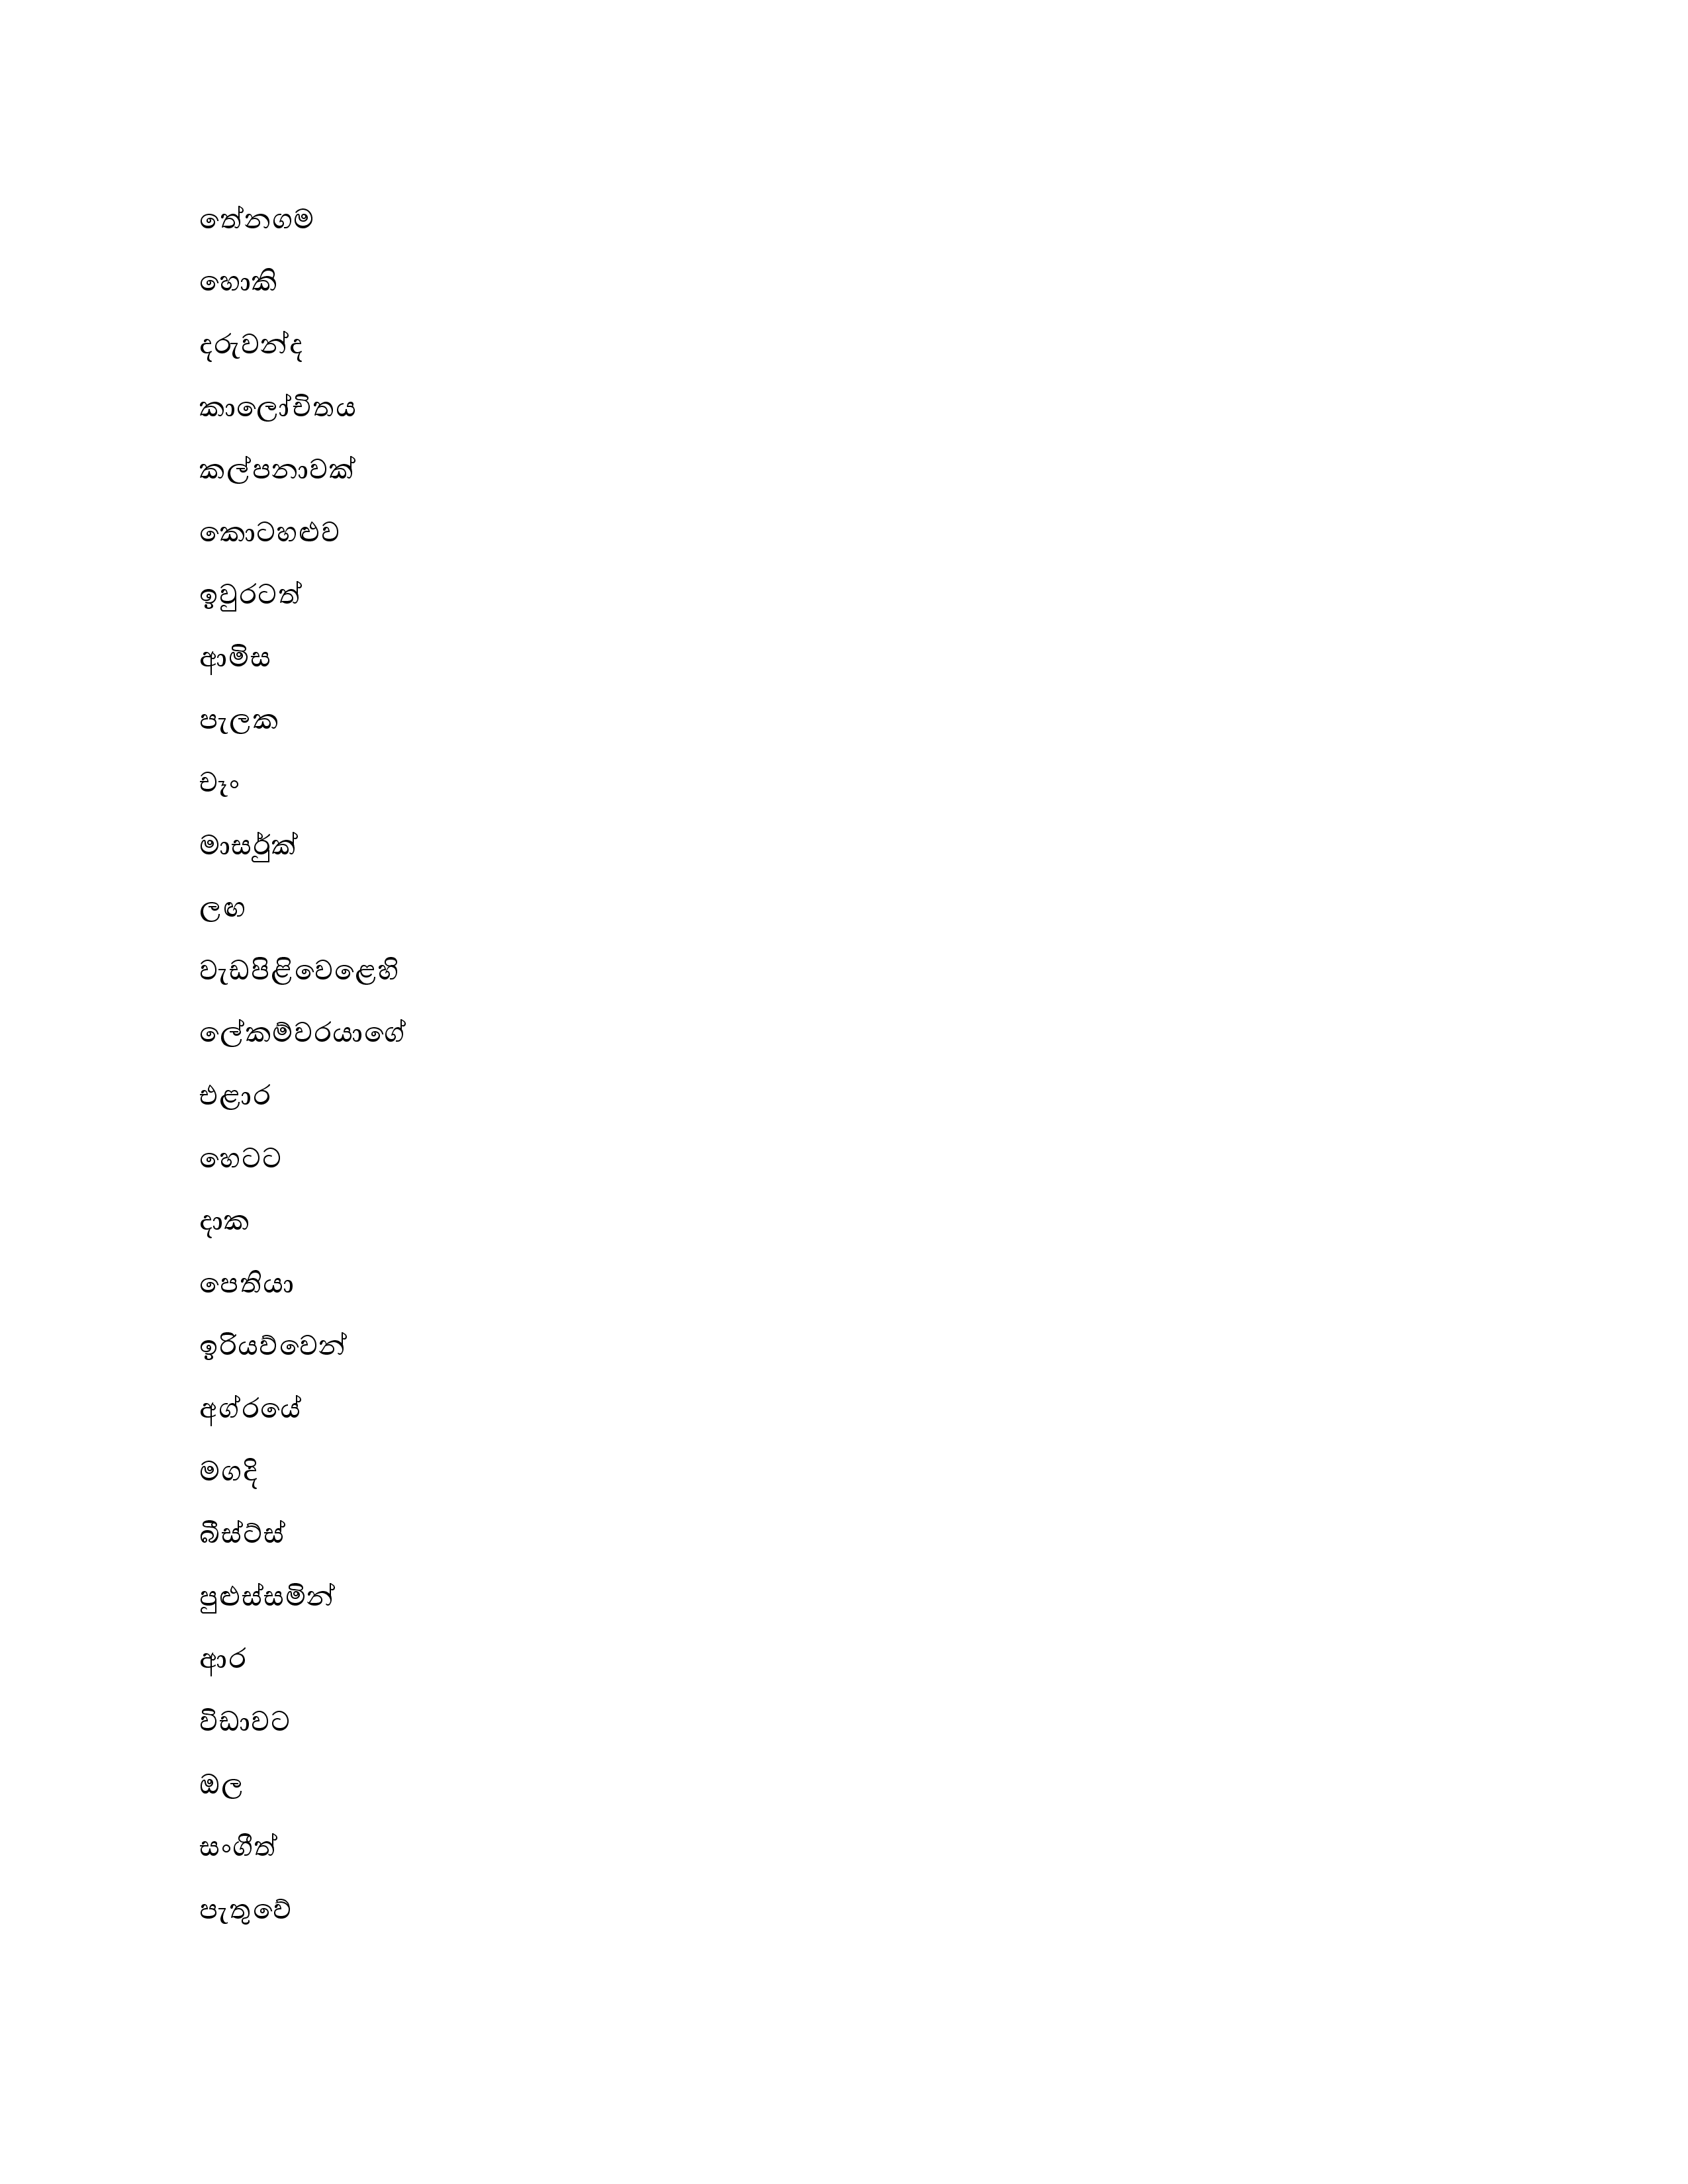 තේනගම
හොකි
දරුවන්ද
කාලෝචිතය
කල්පනාවක්
කොටහළුව
ඉවුරටත්
ආමිස
පැලක
චෑං
මාසර්ුක්
ලඟ
වැඩපිළිවෙළෙහි
ලේකම්වරයාගේ
එළාර
හෙටට
දාක
පෙතියා
ඉරියව්වෙන්
අග්රයේ
මගදි
බීස්ට්ස්
පුළුස්සමින්
ආර
විඩාවට
ඔල
සංගීත්
පැතුවේ